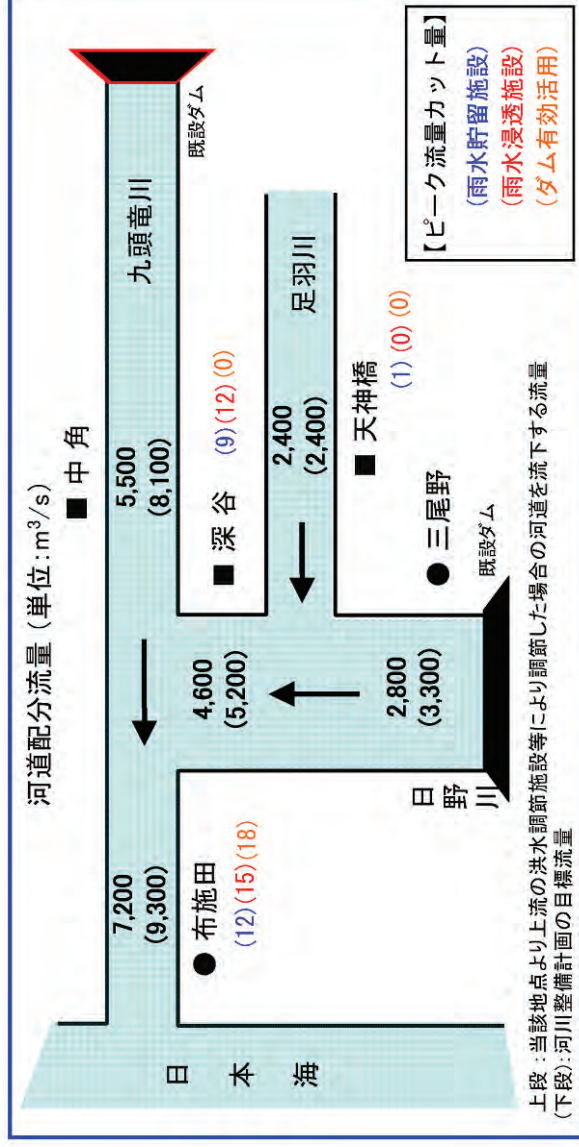 河道配分流量（単位：m³/s）
■ 中 角
7,200
(9,300)
5,500
(8,100)
九頭竜川
既設ダム
● 布施田
(12)(15)(18)
■ 深 谷 (9)(12)(0)
4,600
(5,200)
2,400
(2,400)
足羽川
■ 天神橋
(1)(0)(0)
2,800
(3,300)
● 三尾野
既設ダム
日野川
日本海
【ピーク流量カット量】
(雨水貯留施設)
(雨水浸透施設)
(ダム有効活用)
上段：当該地点より上流の洪水調節施設等により調節した場合の河道を流下する流量
(下段)：河川整備計画の目標流量